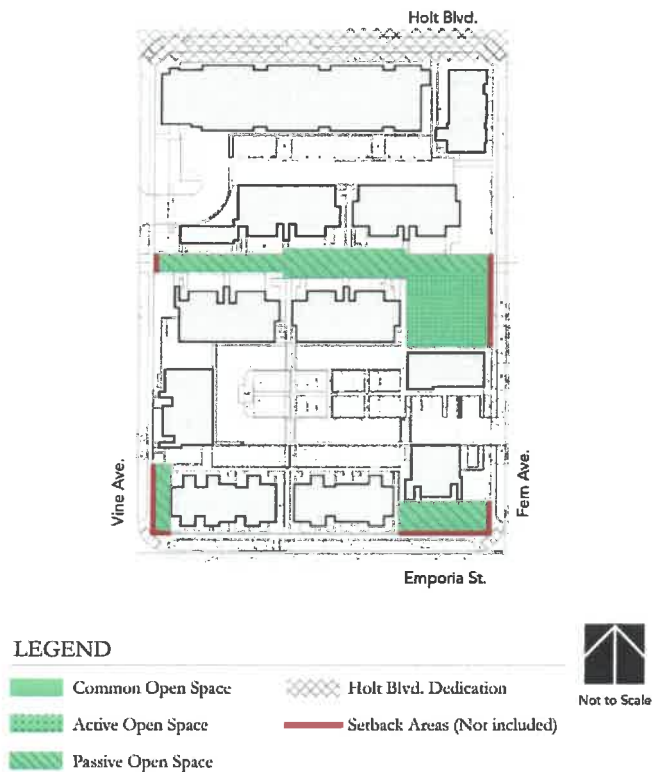 Holt Blvd.
Vine Ave.
Fern Ave.
Emporia St.
LEGEND
Common Open Space
Active Open Space
Passive Open Space
Holt Blvd. Dedication
Setback Areas (Not included)
Not to Scale